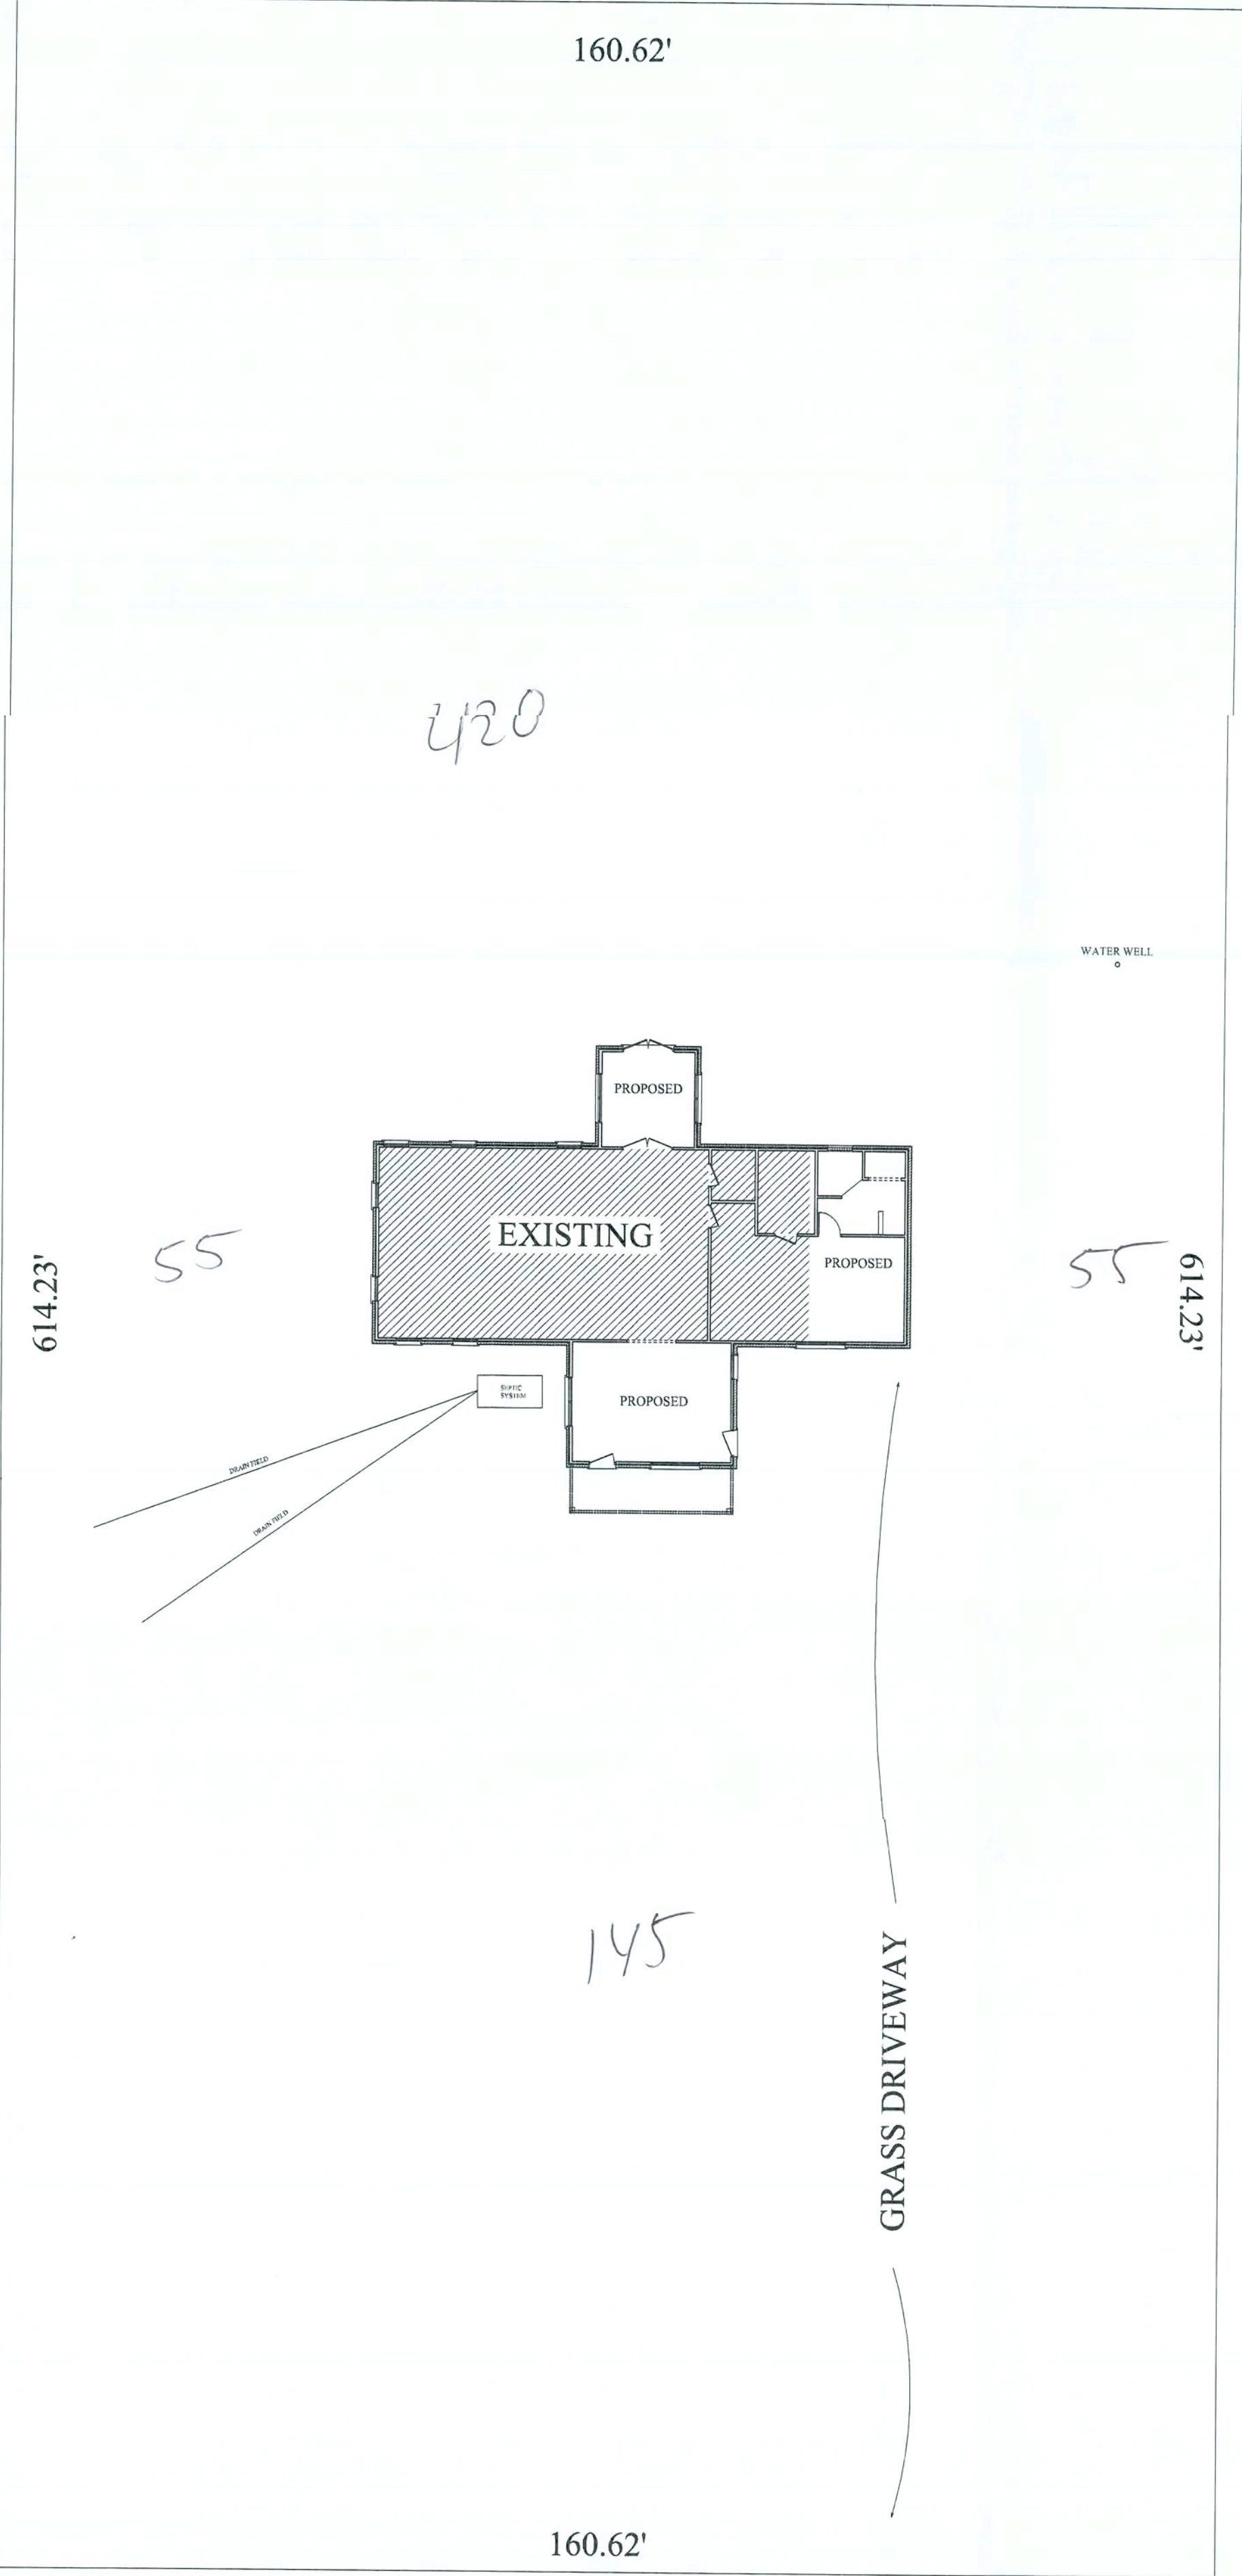 160.62'
420
WATER WELL
PROPOSED
EXISTING
PROPOSED
55
55
614.23'
614.23'
SEPTIC
SYSTEM
PROPOSED
DRAIN FIELD
DRAIN FIELD
145
GRASS DRIVEWAY
160.62'